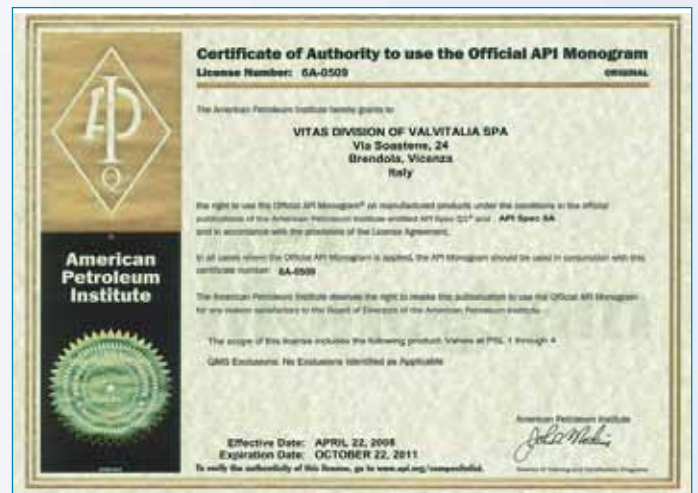 API
Q
American
Petroleum
Institute
Certificate of Authority to use the Official API Monogram
License Number: 6A-0509
ORIGINAL
The American Petroleum Institute hereby grants to
VITAS DIVISION OF VALVITALIA SPA
Via Soastene, 24
Brendola, Vicenza
Italy
the right to use the Official API Monogram® on manufactured products under the conditions in the official
publications of the American Petroleum Institute entitled API Spec Q1® and API Spec 6A
and in accordance with the provisions of the License Agreement.
In all cases where the Official API Monogram is applied, the API Monogram should be used in conjunction with this
certificate number: 6A-0509
The American Petroleum Institute reserves the right to revoke this authorization to use the Official API Monogram
for any reason satisfactory to the Board of Directors of the American Petroleum Institute.
The scope of this license includes the following product: Valves at PSL 1 through 4
QMS Exclusions: No Exclusions Identified as Applicable
American Petroleum Institute
Effective Date: APRIL 22, 2008
Expiration Date: OCTOBER 22, 2011
To verify the authenticity of this license, go to www.api.org/compositelist.